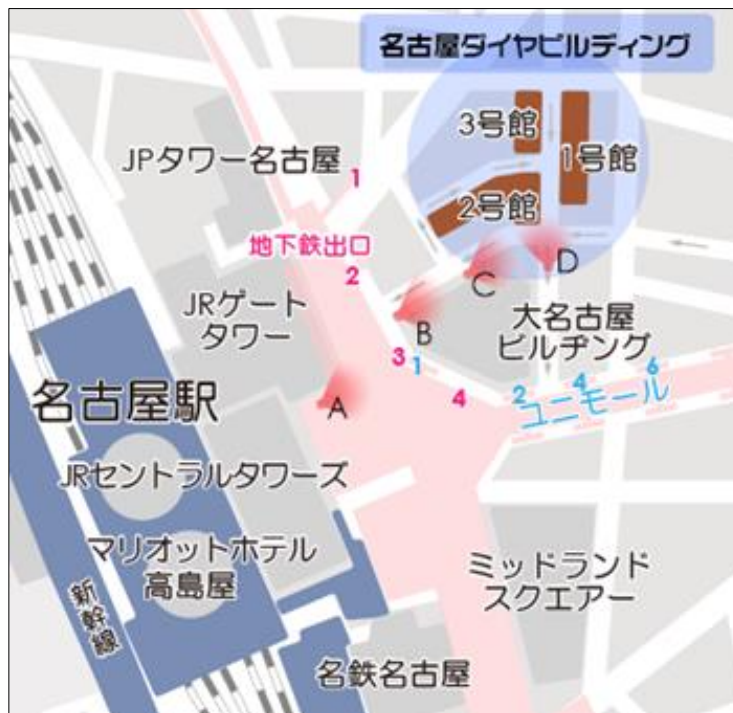 名古屋ダイヤビルディング
3号館
1号館
JPタワー名古屋
1
2号館
地下鉄出口
2
C
D
JRゲート
タワー
B
大名古屋
ビルヂング
3
1
4
2
4
6
ユニモール
名古屋駅
A
JRセントラルタワーズ
マリオットホテル
高島屋
ミッドランド
スクエアー
新幹線
名鉄名古屋